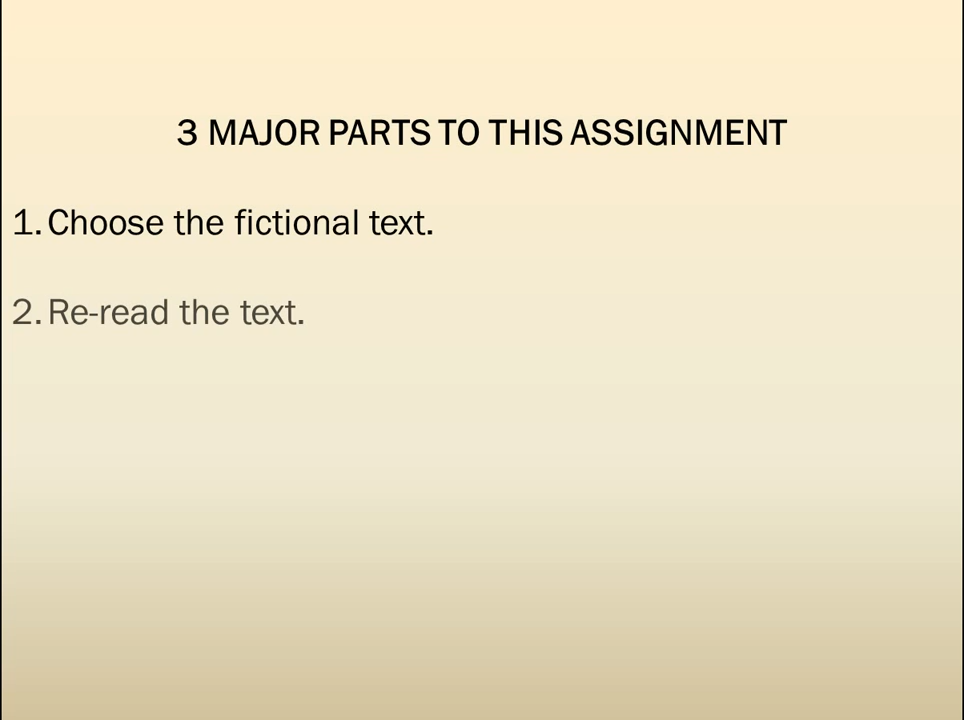 3 MAJOR PARTS TO THIS ASSIGNMENT
1. Choose the fictional text.
2. Re-read the text.